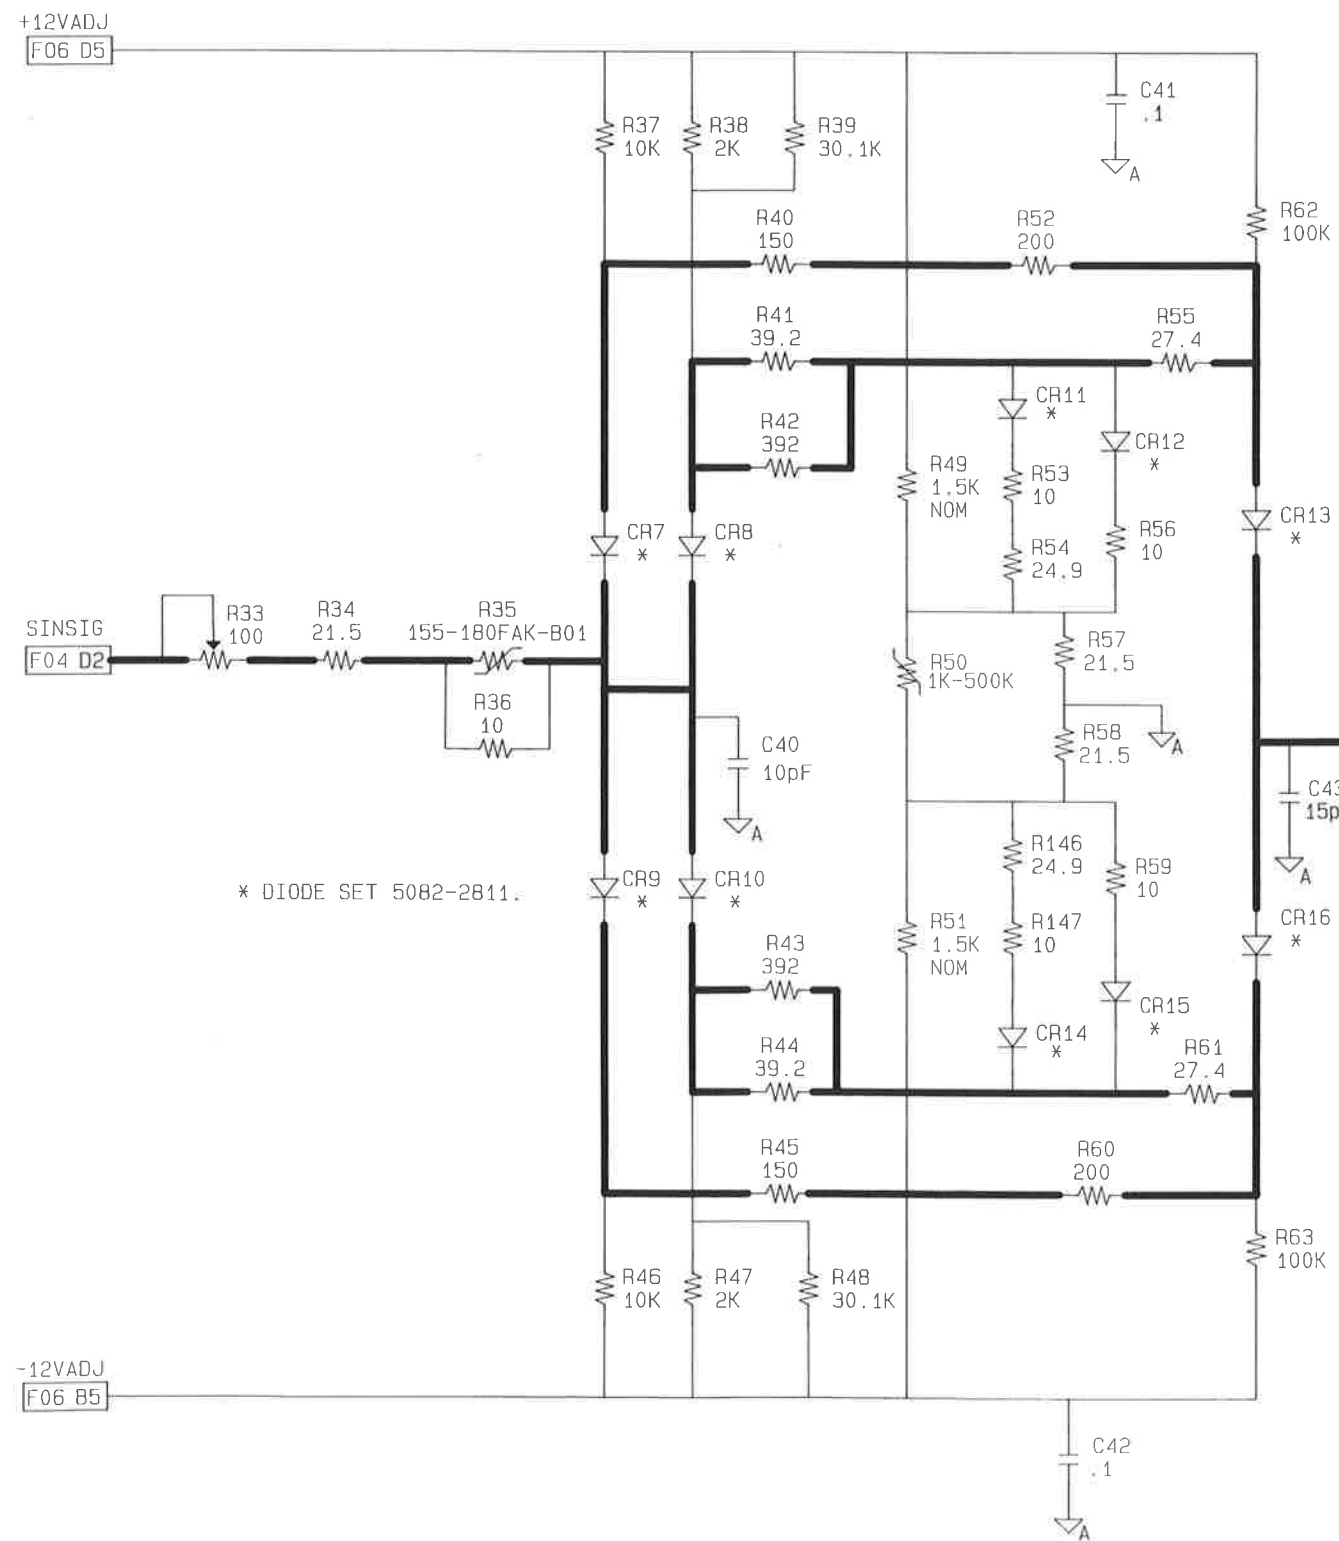 +12VADJ
F06 D5
C41
.1
A
R37
10K
R38
2K
R39
30.1K
R40
150
R52
200
R62
100K
R41
39.2
R55
27.4
R42
392
CR11
*
CR12
*
R49
1.5K
NOM
R53
10
R54
24.9
R56
10
CR13
*
CR7
*
CR8
*
SINSIG
F04 D2
R33
100
R34
21.5
R35
155-180FAK-B01
R36
10
R50
1K-500K
R57
21.5
R58
21.5
A
C40
10pF
A
C43
15p
A
* DIODE SET 5082-2811.
CR9
*
CR10
*
R146
24.9
R147
10
R59
10
R51
1.5K
NOM
CR16
*
R43
392
CR14
*
CR15
*
R44
39.2
R61
27.4
R45
150
R60
200
R46
10K
R47
2K
R48
30.1K
R63
100K
-12VADJ
F06 B5
C42
.1
A